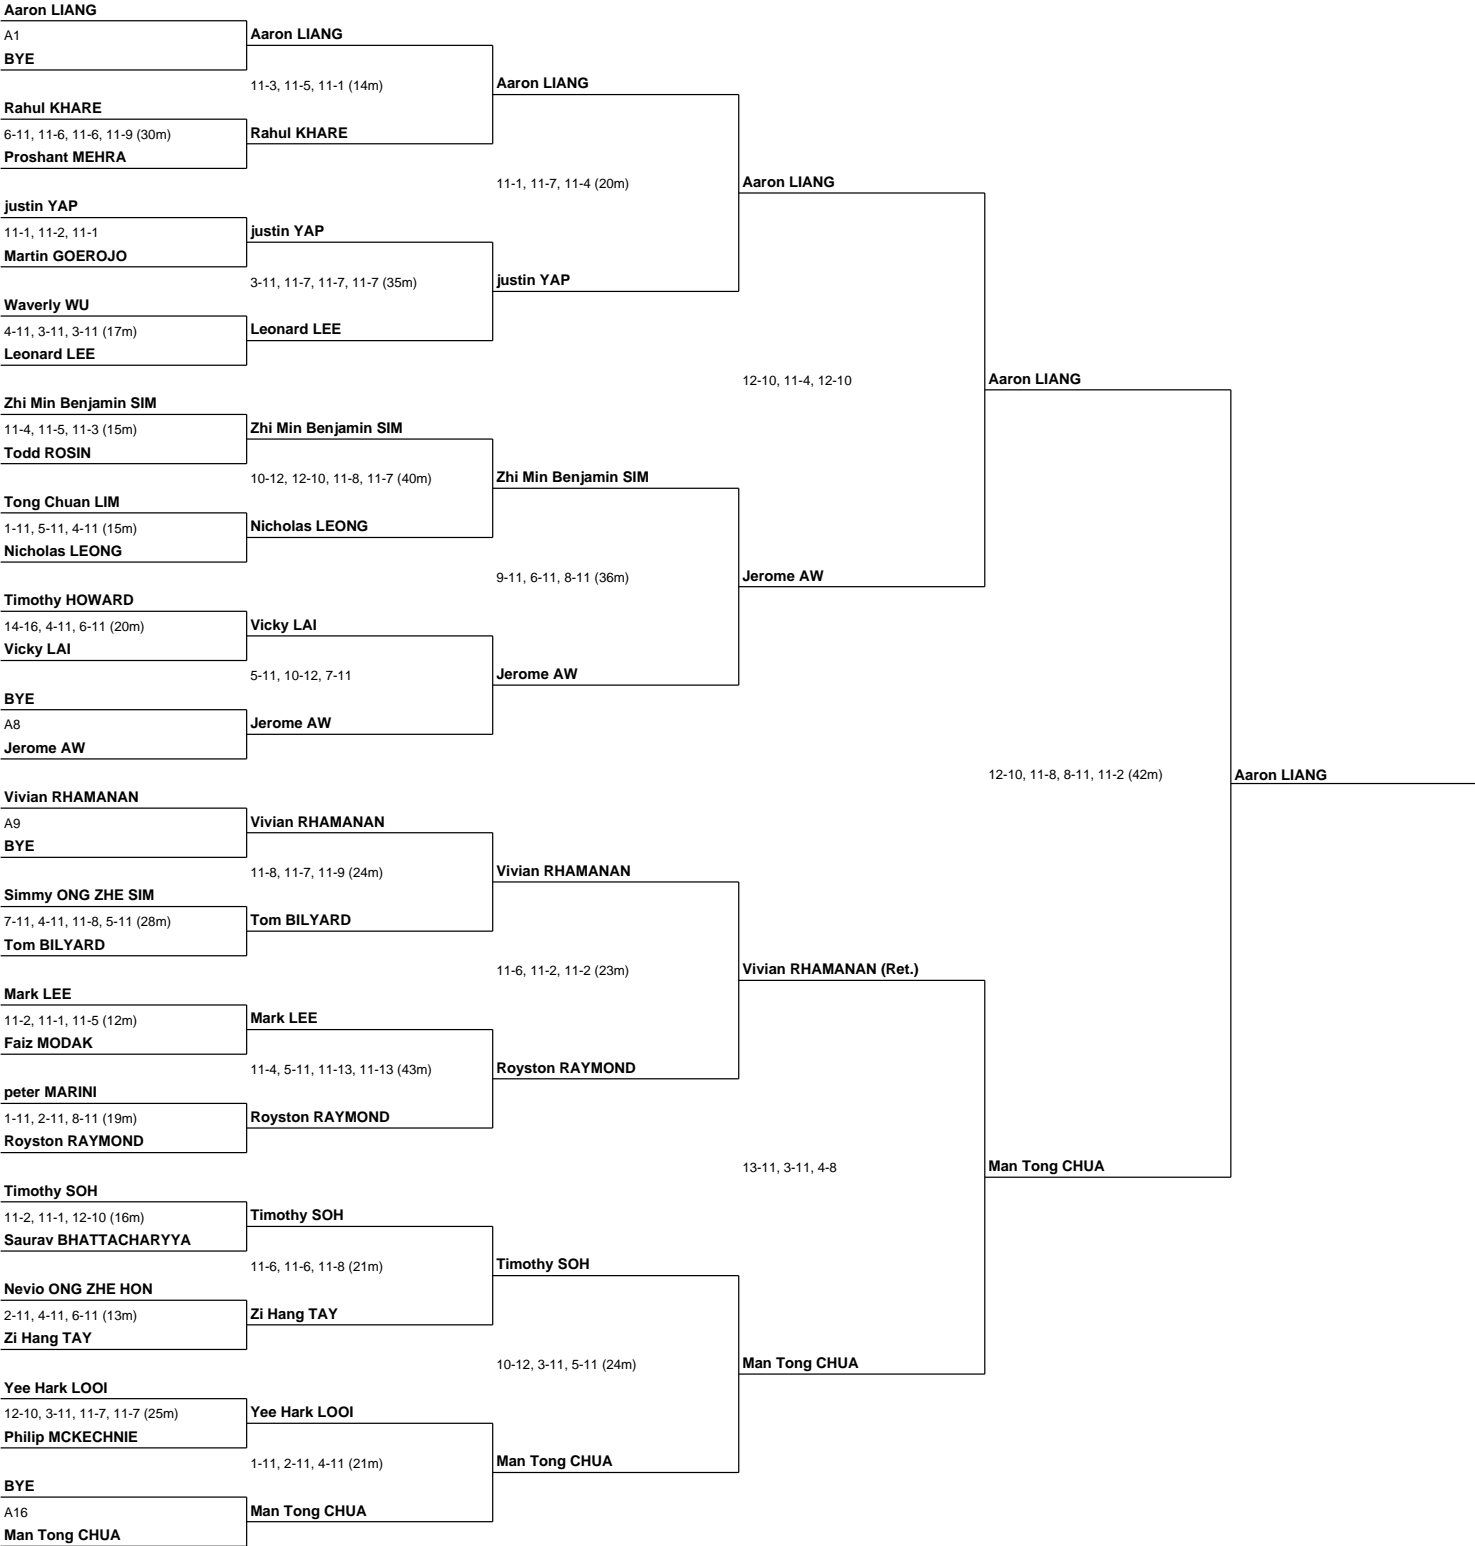 Aaron LIANG
A1
BYE
Rahul KHARE
6-11, 11-6, 11-6, 11-9 (30m)
Proshant MEHRA
justin YAP
11-1, 11-2, 11-1
Martin GOEROJO
Waverly WU
4-11, 3-11, 3-11 (17m)
Leonard LEE
Zhi Min Benjamin SIM
11-4, 11-5, 11-3 (15m)
Todd ROSIN
Tong Chuan LIM
1-11, 5-11, 4-11 (15m)
Nicholas LEONG
Timothy HOWARD
14-16, 4-11, 6-11 (20m)
Vicky LAI
BYE
A8
Jerome AW
Vivian RHAMANAN
A9
BYE
Simmy ONG ZHE SIM
7-11, 4-11, 11-8, 5-11 (28m)
Tom BILYARD
Mark LEE
11-2, 11-1, 11-5 (12m)
Faiz MODAK
peter MARINI
1-11, 2-11, 8-11 (19m)
Royston RAYMOND
Timothy SOH
11-2, 11-1, 12-10 (16m)
Saurav BHATTACHARYYA
Nevio ONG ZHE HON
2-11, 4-11, 6-11 (13m)
Zi Hang TAY
Yee Hark LOOI
12-10, 3-11, 11-7, 11-7 (25m)
Philip MCKECHNIE
BYE
A16
Man Tong CHUA
Aaron LIANG
11-3, 11-5, 11-1 (14m)
Rahul KHARE
justin YAP
3-11, 11-7, 11-7, 11-7 (35m)
Leonard LEE
Zhi Min Benjamin SIM
10-12, 12-10, 11-8, 11-7 (40m)
Nicholas LEONG
Vicky LAI
5-11, 10-12, 7-11
Jerome AW
Vivian RHAMANAN
11-8, 11-7, 11-9 (24m)
Tom BILYARD
Mark LEE
11-4, 5-11, 11-13, 11-13 (43m)
Royston RAYMOND
Timothy SOH
11-6, 11-6, 11-8 (21m)
Zi Hang TAY
Yee Hark LOOI
1-11, 2-11, 4-11 (21m)
Man Tong CHUA
Aaron LIANG
11-1, 11-7, 11-4 (20m)
justin YAP
Zhi Min Benjamin SIM
9-11, 6-11, 8-11 (36m)
Jerome AW
Vivian RHAMANAN
11-6, 11-2, 11-2 (23m)
Royston RAYMOND
Timothy SOH
10-12, 3-11, 5-11 (24m)
Man Tong CHUA
Aaron LIANG
12-10, 11-4, 12-10
Jerome AW
Vivian RHAMANAN (Ret.)
13-11, 3-11, 4-8
Man Tong CHUA
Aaron LIANG
12-10, 11-8, 8-11, 11-2 (42m)
Man Tong CHUA
Aaron LIANG